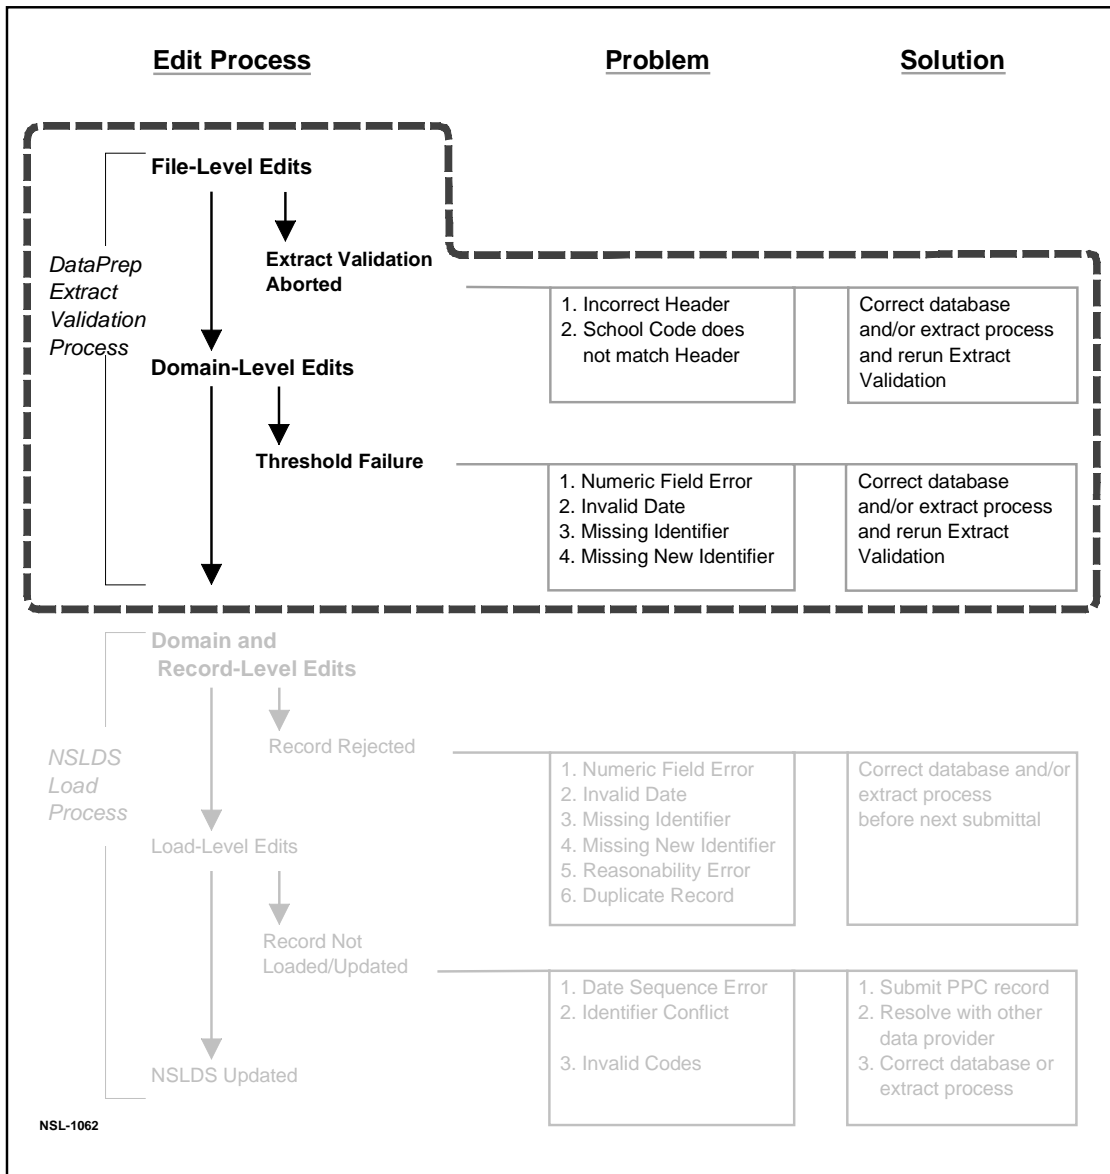 Edit Process
Problem
Solution
File-Level Edits
DataPrep
Extract
Validation
Process
Extract Validation
Aborted
1. Incorrect Header
2. School Code does
not match Header
Correct database
and/or extract process
and rerun Extract
Validation
Domain-Level Edits
Threshold Failure
1. Numeric Field Error
2. Invalid Date
3. Missing Identifier
4. Missing New Identifier
Correct database
and/or extract process
and rerun Extract
Validation
Domain and
Record-Level Edits
NSLDS
Load
Process
Record Rejected
1. Numeric Field Error
2. Invalid Date
3. Missing Identifier
4. Missing New Identifier
5. Reasonability Error
6. Duplicate Record
Correct database and/or
extract process
before next submittal
Load-Level Edits
Record Not
Loaded/Updated
1. Date Sequence Error
2. Identifier Conflict
3. Invalid Codes
1. Submit PPC record
2. Resolve with other
data provider
3. Correct database or
extract process
NSLDS Updated
NSL-1062